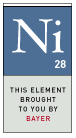 Ni
28
THIS ELEMENT
BROUGHT
TO YOU BY
BAYER